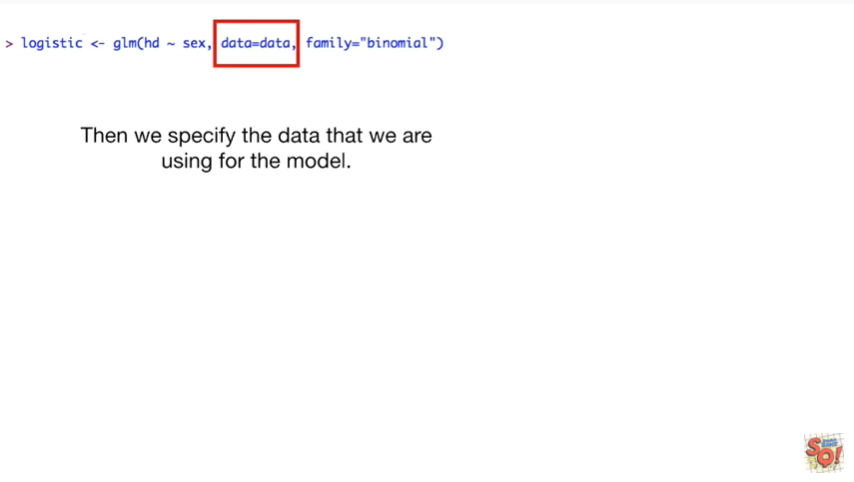 > logistic <- glm(hd ~ sex, data=data, family="binomial")
Then we specify the data that we are
using for the model.
SQ!